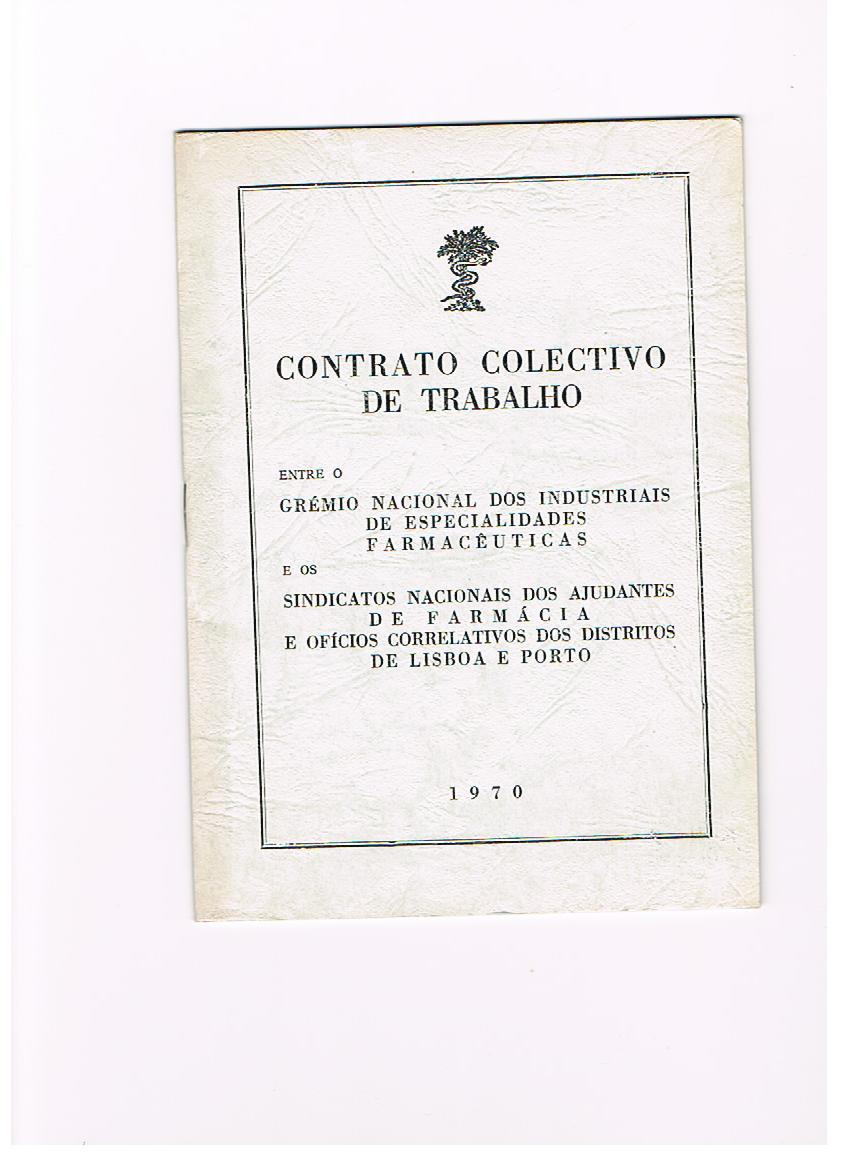 CONTRATO COLECTIVO
DE TRABALHO
ENTRE O
GRÉMIO NACIONAL DOS INDUSTRIAIS
DE ESPECIALIDADES
FARMACÊUTICAS
E OS
SINDICATOS NACIONAIS DOS AJUDANTES
DE FARMÁCIA
E OFÍCIOS CORRELATIVOS DOS DISTRITOS
DE LISBOA E PORTO
1970